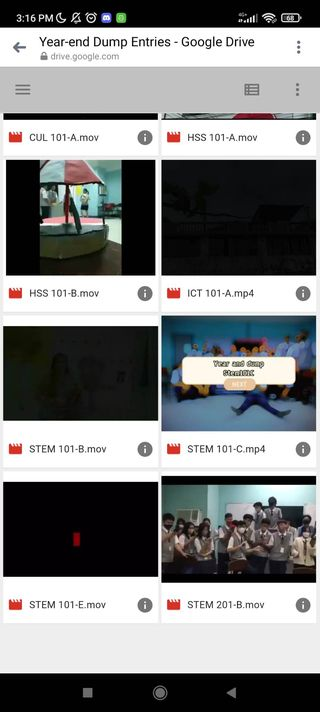 3:16 PM
68
Year-end Dump Entries - Google Drive
drive.google.com
CUL 101-A.mov
HSS 101-A.mov
HSS 101-B.mov
ICT 101-A.mp4
Year and dump
NEXT
STEM 101-B.mov
STEM 101-C.mp4
STEM 101-E.mov
STEM 201-B.mov